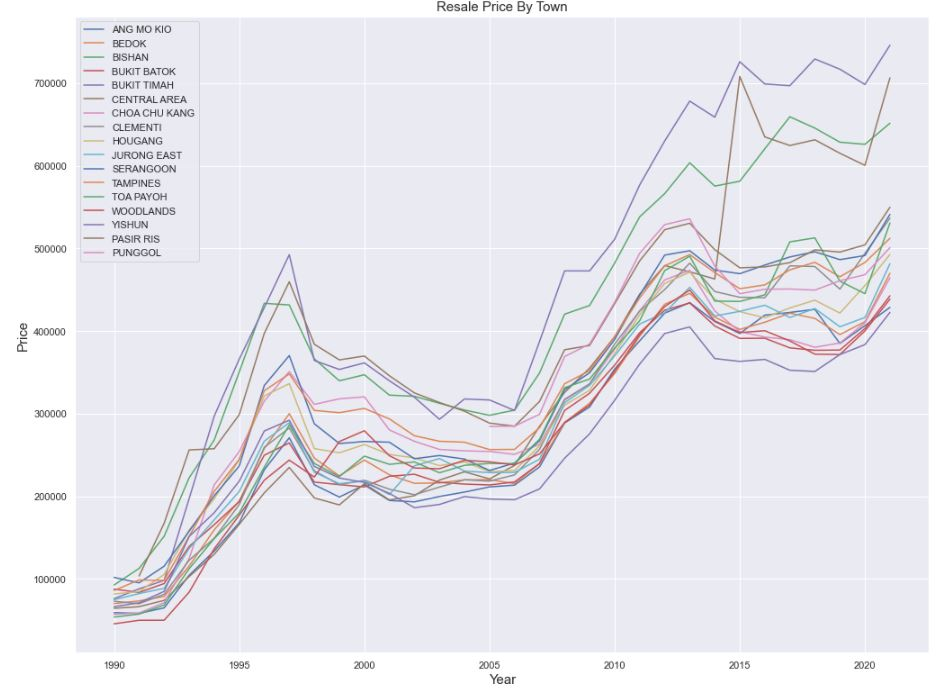 Resale Price By Town
ANG MO KIO
BEDOK
BISHAN
BUKIT BATOK
BUKIT TIMAH
CENTRAL AREA
CHOA CHU KANG
CLEMENTI
HOUGANG
JURONG EAST
SERANGOON
TAMPINES
TOA PAYOH
WOODLANDS
YISHUN
PASIR RIS
PUNGGOL
700000
600000
500000
400000
300000
200000
100000
Price
1990 1995 2000 2005 2010 2015 2020
Year